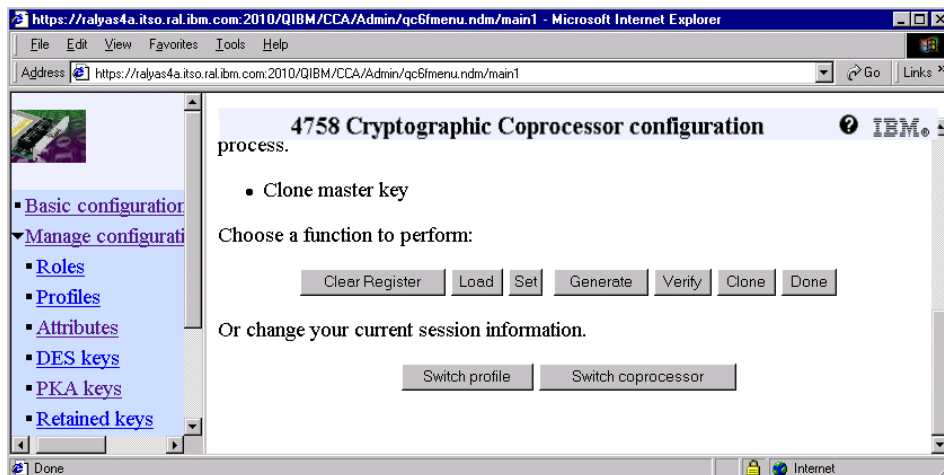 https://ralyas4a.itso.ral.ibm.com:2010/QIBM/CCA/Admin/qc6fmenu.ndm/main1 - Microsoft Internet Explorer
File Edit View Favorites Tools Help
Address https://ralyas4a.itso.ral.ibm.com:2010/QIBM/CCA/Admin/qc6fmenu.ndm/main1 Go Links »
4758 Cryptographic Coprocessor configuration ? IBM®
process.
• Clone master key
Choose a function to perform:
Clear Register Load Set Generate Verify Clone Done
Or change your current session information.
Switch profile Switch coprocessor
Basic configuration
Manage configurati
Roles
Profiles
Attributes
DES keys
PKA keys
Retained keys
Done Internet